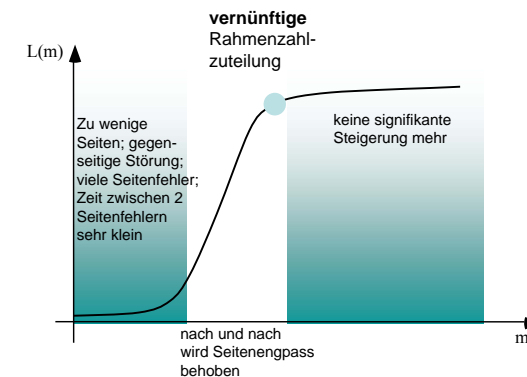 vernünftige
Rahmenzahl-
zuteilung
L(m)
Zu wenige
Seiten; gegen-
seitige Störung;
viele Seitenfehler;
Zeit zwischen 2
Seitenfehlern
sehr klein
keine signifikante
Steigerung mehr
nach und nach
wird Seitenengpass
behoben
m